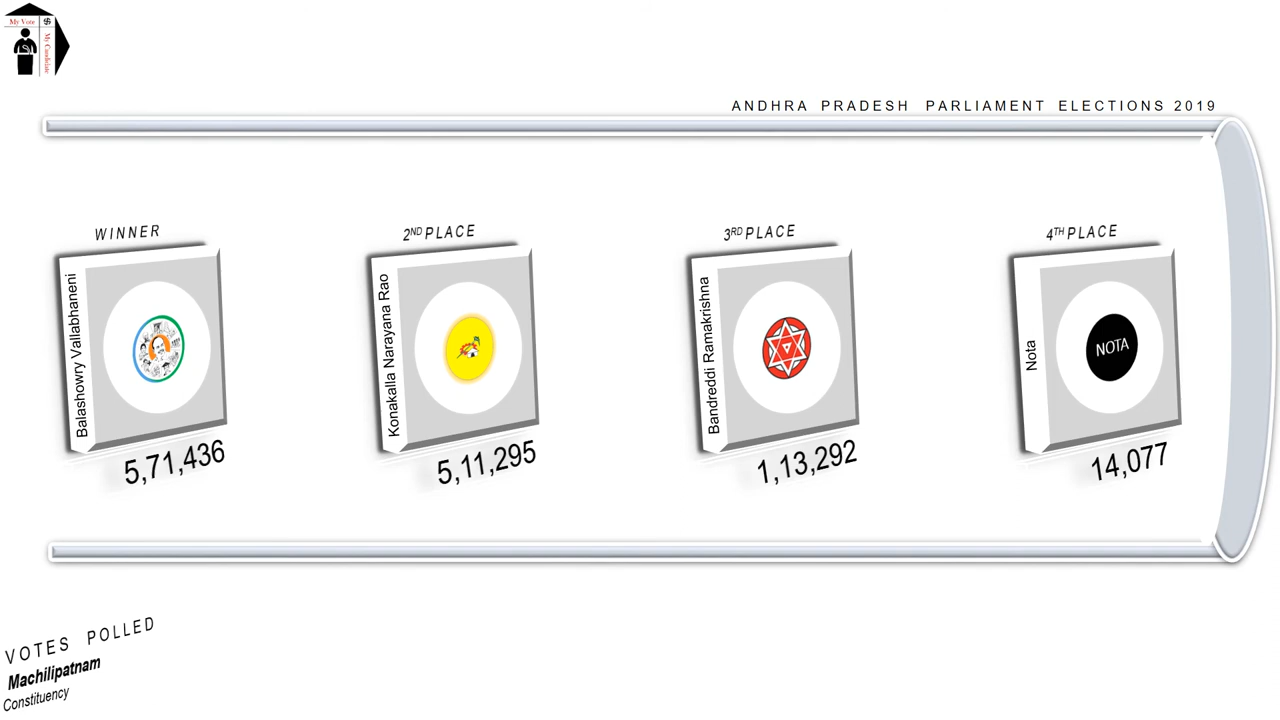 My Vote
My Candidate
ANDHRA PRADESH PARLIAMENT ELECTIONS 2019
WINNER
2ND PLACE
3RD PLACE
4TH PLACE
Balashowry Vallabhaneni
Konakalla Narayana Rao
Bandreddi Ramakrishna
Nota
NOTA
5,71,436
5,11,295
1,13,292
14,077
VOTES POLLED
Machilipatnam
Constituency